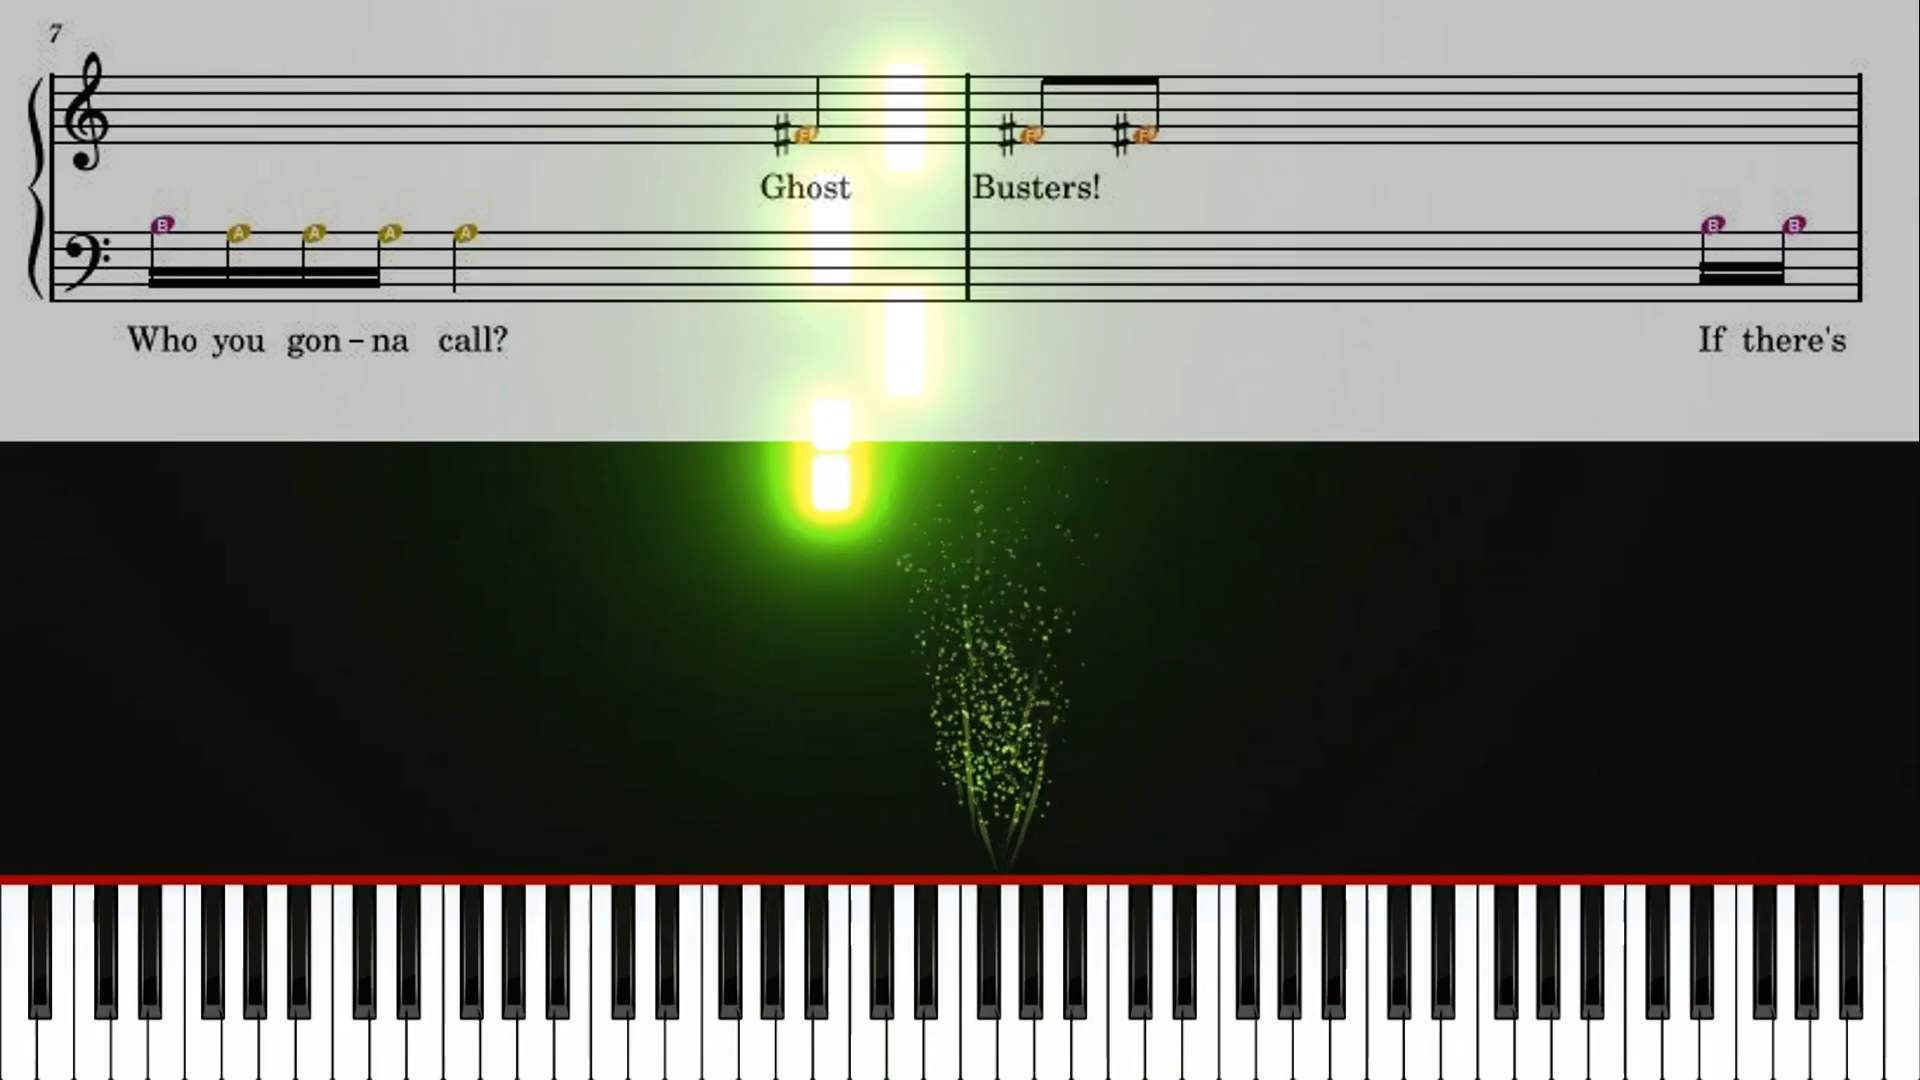 7
F F F
Ghost Busters!
B A A A A B B
Who you gon – na call? If there's